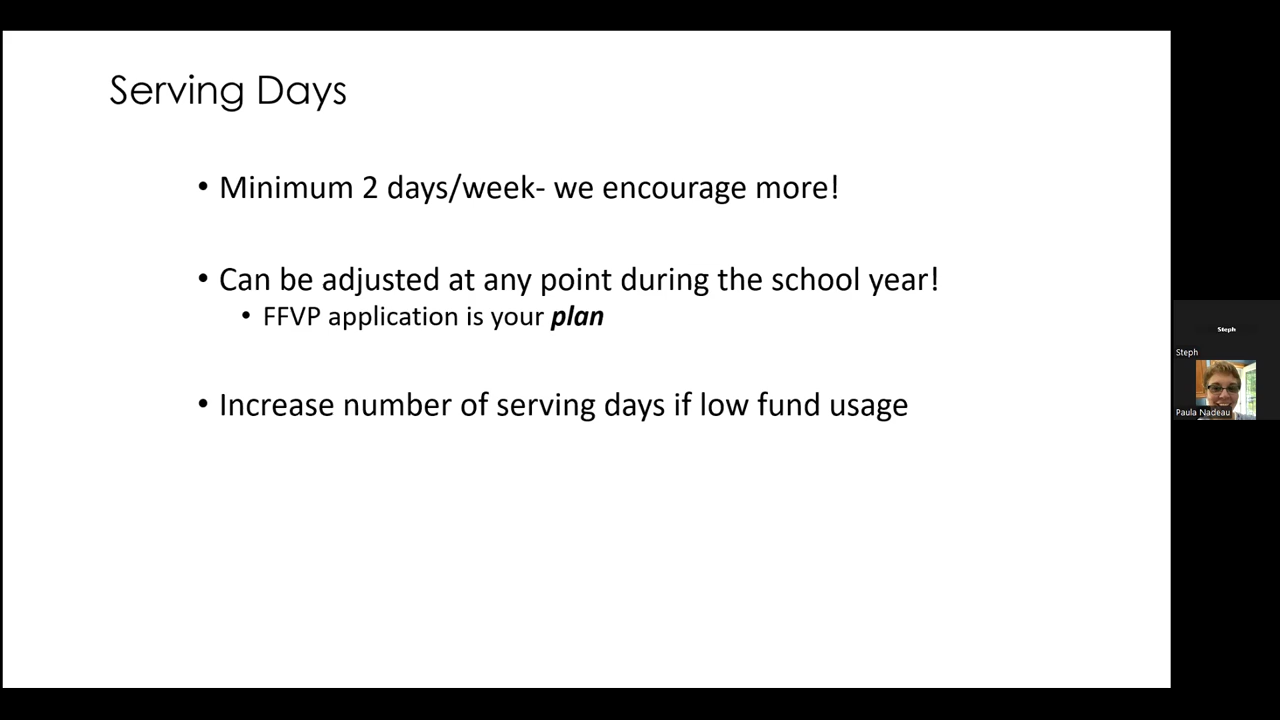 Serving Days
• Minimum 2 days/week- we encourage more!
• Can be adjusted at any point during the school year!
• FFVP application is your plan
• Increase number of serving days if low fund usage
Steph
Steph
Paula Nadeau